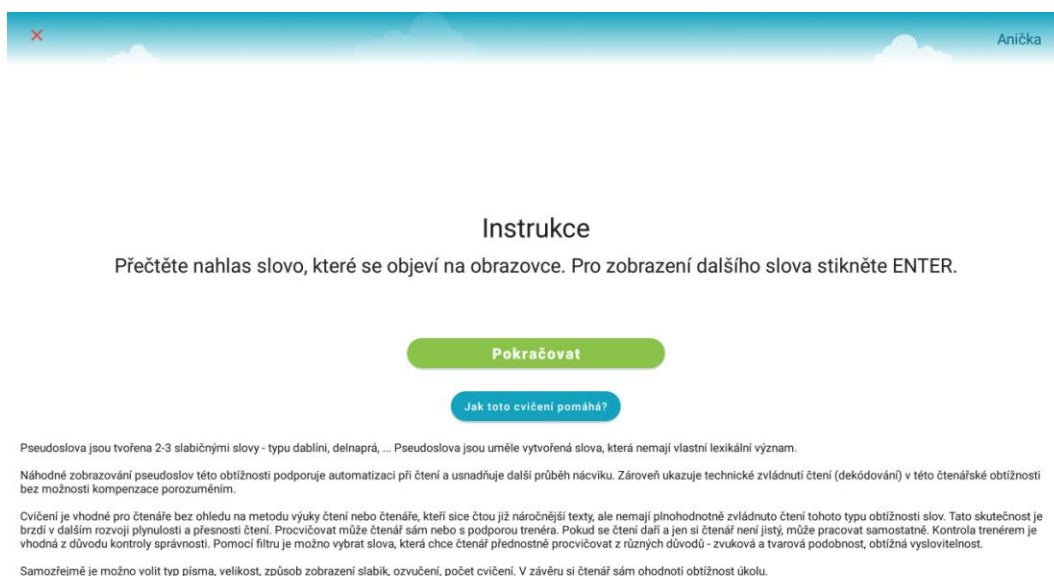 Anička
Instrukce
Přečtěte nahlas slovo, které se objeví na obrazovce. Pro zobrazení dalšího slova stikněte ENTER.
Pokračovat
Jak toto cvičení pomáhá?
Pseudoslova jsou tvořena 2-3 slabičnými slovy - typu dablini, delnaprá, ... Pseudoslova jsou uměle vytvořená slova, která nemají vlastní lexikální význam.
Náhodné zobrazování pseudoslov této obtížnosti podporuje automatizaci při čtení a usnadňuje další průběh nácviku. Zároveň ukazuje technické zvládnutí čtení (dekódování) v této čtenářské obtížnosti
bez možnosti kompenzace porozuměním.
Cvičení je vhodné pro čtenáře bez ohledu na metodu výuky čtení nebo čtenáře, kteří sice čtou již náročnější texty, ale nemají plnohodnotně zvládnuto čtení tohoto typu obtížnosti slov. Tato skutečnost je
brzdí v dalším rozvoji plynulosti a přesnosti čtení. Procvičovat může čtenář sám nebo s podporou trenéra. Pokud se čtení daří a jen si čtenář není jistý, může pracovat samostatně. Kontrola trenérem je
vhodná z důvodu kontroly správnosti. Pomocí filtru je možno vybrat slova, která chce čtenář přednostně procvičovat z různých důvodů - zvuková a tvarová podobnost, obtížná vyslovitelnost.
Samozřejmě je možno volit typ písma, velikost, způsob zobrazení slabik, ozvučení, počet cvičení. V závěru si čtenář sám ohodnotí obtížnost úkolu.